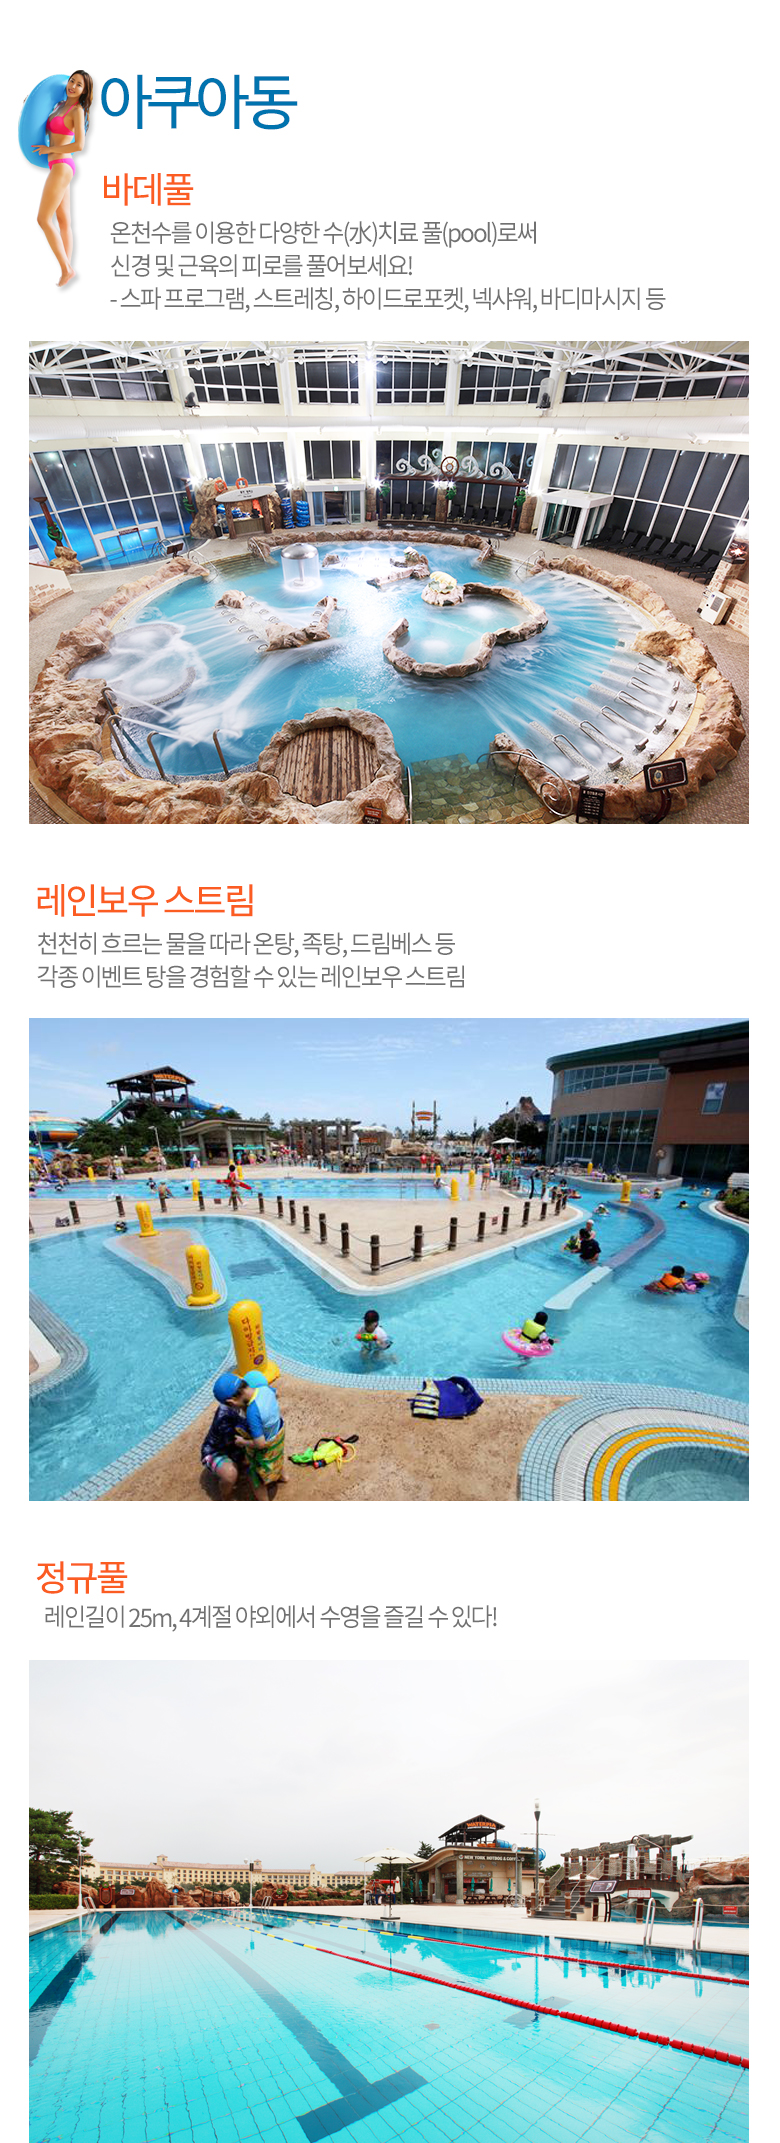 아쿠아동
바데풀
온천수를 이용한 다양한 수(水)치료 풀(pool)로써
신경 및 근육의 피로를 풀어보세요!
- 스파 프로그램, 스트레칭, 하이드로포켓, 넥샤워, 바디마시지 등
레인보우 스트림
천천히 흐르는 물을 따라 온탕, 족탕, 드림베스 등
각종 이벤트 탕을 경험할 수 있는 레인보우 스트림
WATERPIA
정규풀
레인길이 25m, 4계절 야외에서 수영을 즐길 수 있다!
WATERPIA
NEW YORK HOTDOG & COFFEE